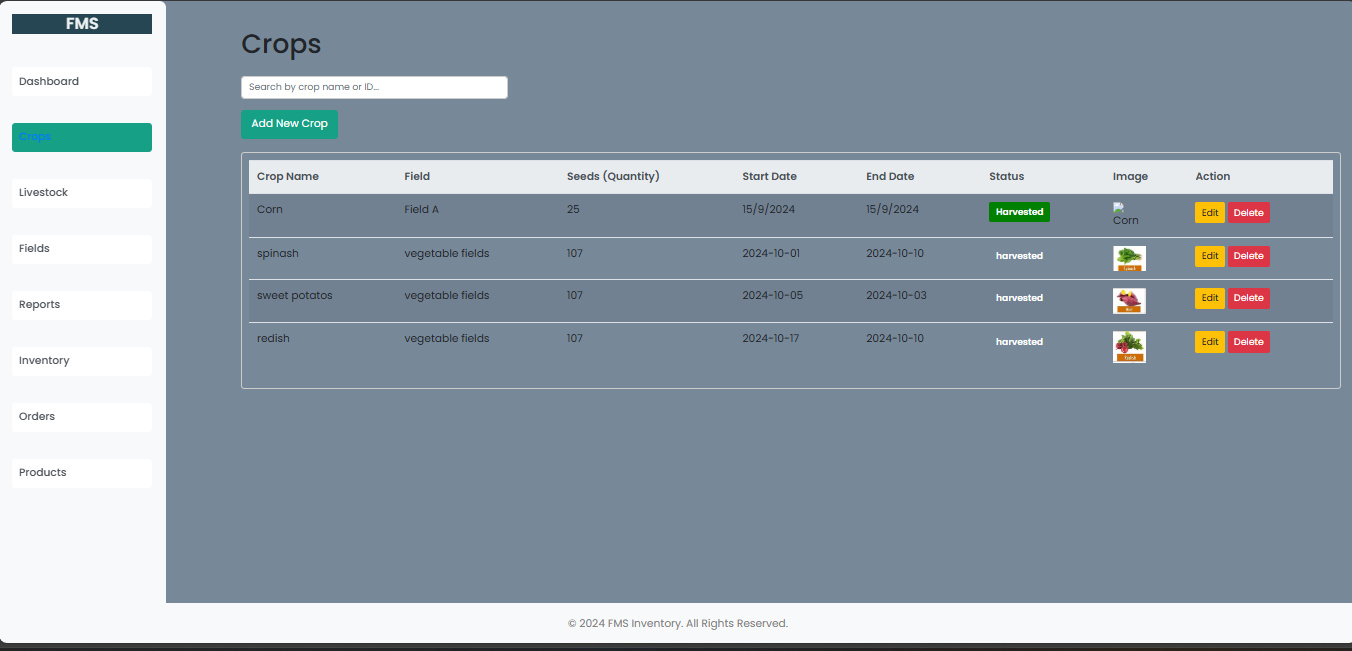 FMS
Dashboard
Crops
Livestock
Fields
Reports
Inventory
Orders
Products
Crops
Search by crop name or ID...
Add New Crop
Crop Name Field Seeds (Quantity) Start Date End Date Status Image Action
Corn Field A 25 15/9/2024 15/9/2024 Harvested Corn Edit Delete
spinash vegetable fields 107 2024-10-01 2024-10-10 harvested Edit Delete
sweet potatos vegetable fields 107 2024-10-05 2024-10-03 harvested Edit Delete
redish vegetable fields 107 2024-10-17 2024-10-10 harvested Edit Delete
© 2024 FMS Inventory. All Rights Reserved.